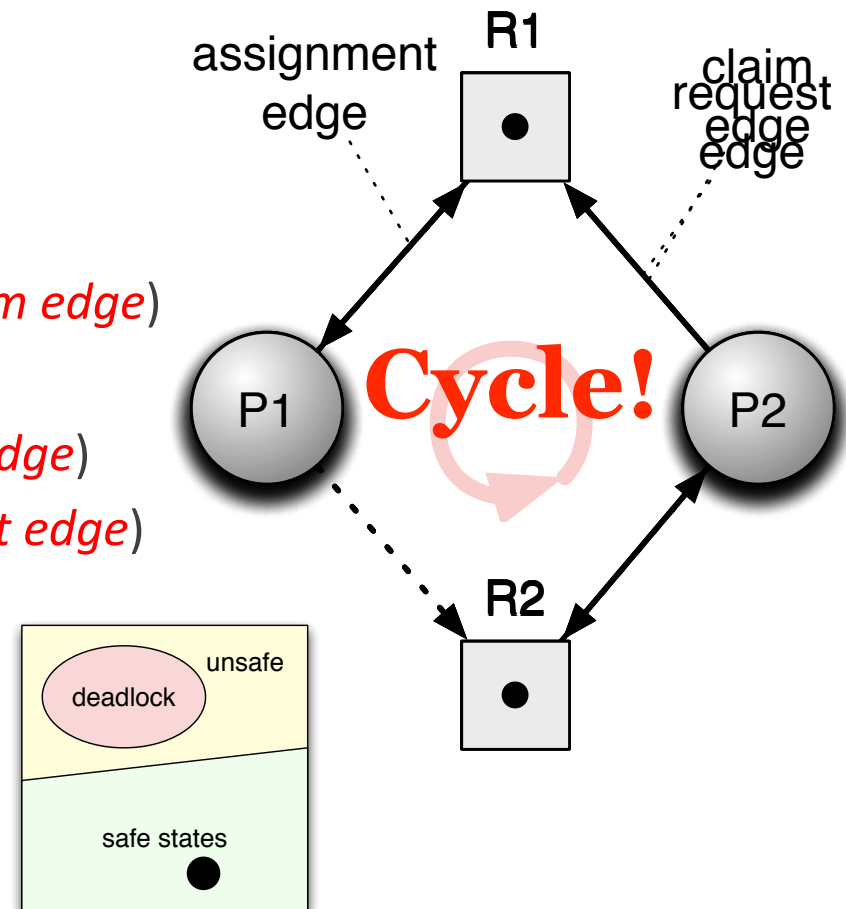 R1
assignment
edge
claim
request
edge
edge
m edge)
P1
Cycle!
P2
dge)
t edge)
R2
unsafe
deadlock
safe states